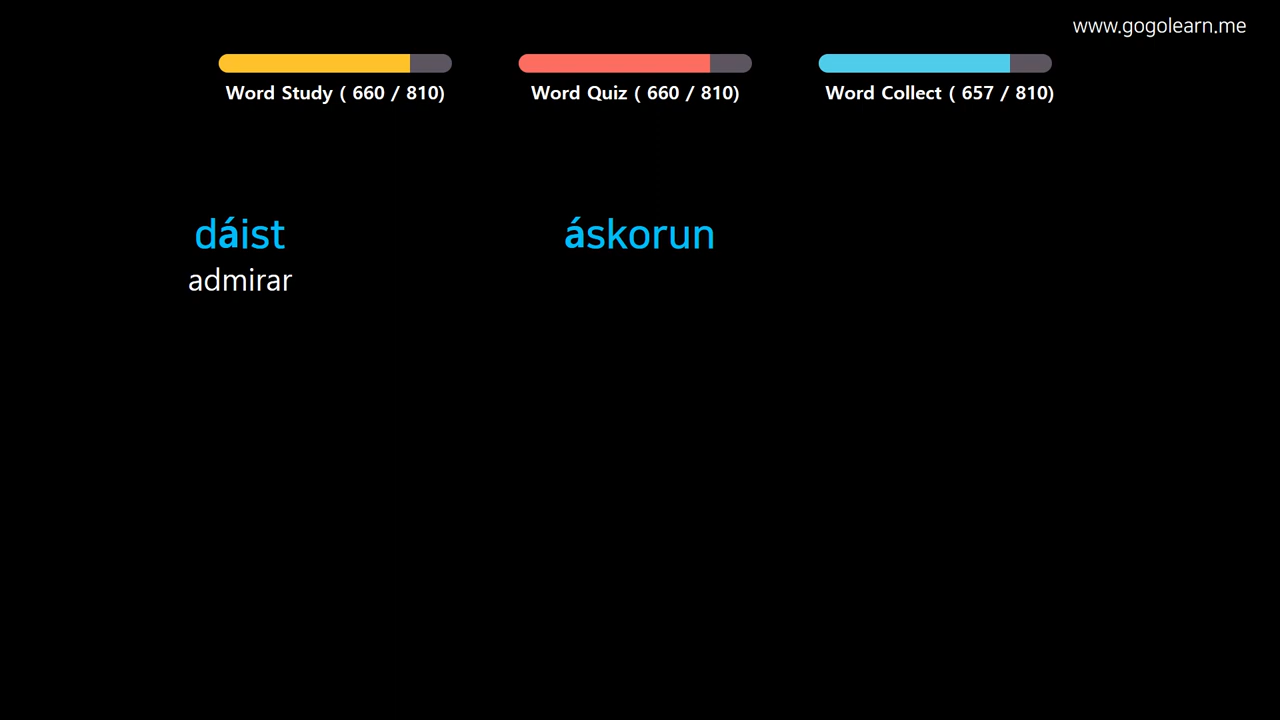 www.gogolearn.me
Word Study ( 660 / 810)
Word Quiz ( 660 / 810)
Word Collect ( 657 / 810)
dáist
admirar
áskorun